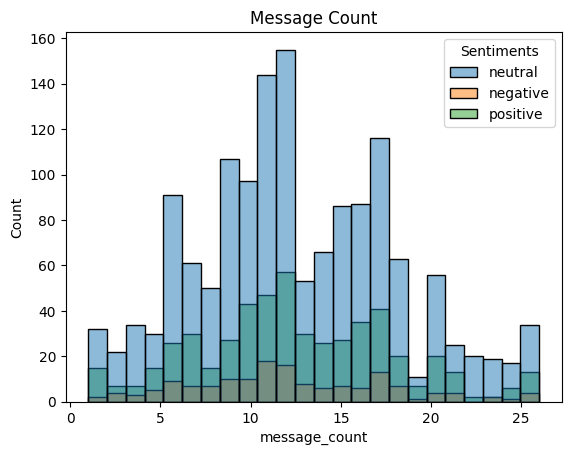 Message Count
Sentiments
neutral
negative
positive
160
140
120
100
80
60
40
20
0
Count
0 5 10 15 20 25
message_count